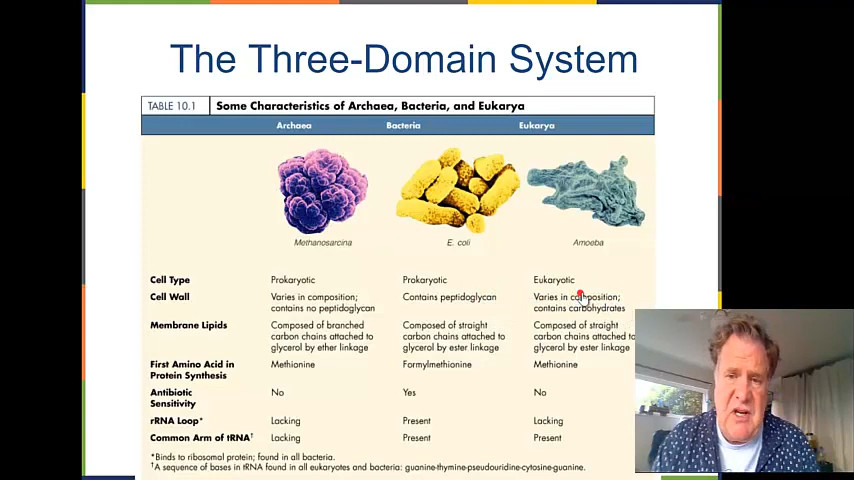 The Three-Domain System
TABLE 10.1 Some Characteristics of Archaea, Bacteria, and Eukarya
Archaea Bacteria Eukarya
Methanosarcina E. coli Amoeba
Cell Type Prokaryotic Prokaryotic Eukaryotic
Cell Wall Varies in composition; Contains peptidoglycan Varies in composition;
contains no peptidoglycan contains carbohydrates
Membrane Lipids Composed of branched Composed of straight Composed of straight
carbon chains attached to carbon chains attached to carbon chains attached to
glycerol by ether linkage glycerol by ester linkage glycerol by ester linkage
First Amino Acid in Methionine Formylmethionine Methionine
Protein Synthesis
Antibiotic No Yes No
Sensitivity
rRNA Loop* Lacking Present Lacking
Common Arm of tRNA† Lacking Present Present
*Binds to ribosomal protein; found in all bacteria.
†A sequence of bases in tRNA found in all eukaryotes and bacteria: guanine-thymine-pseudouridine-cytosine-guanine.